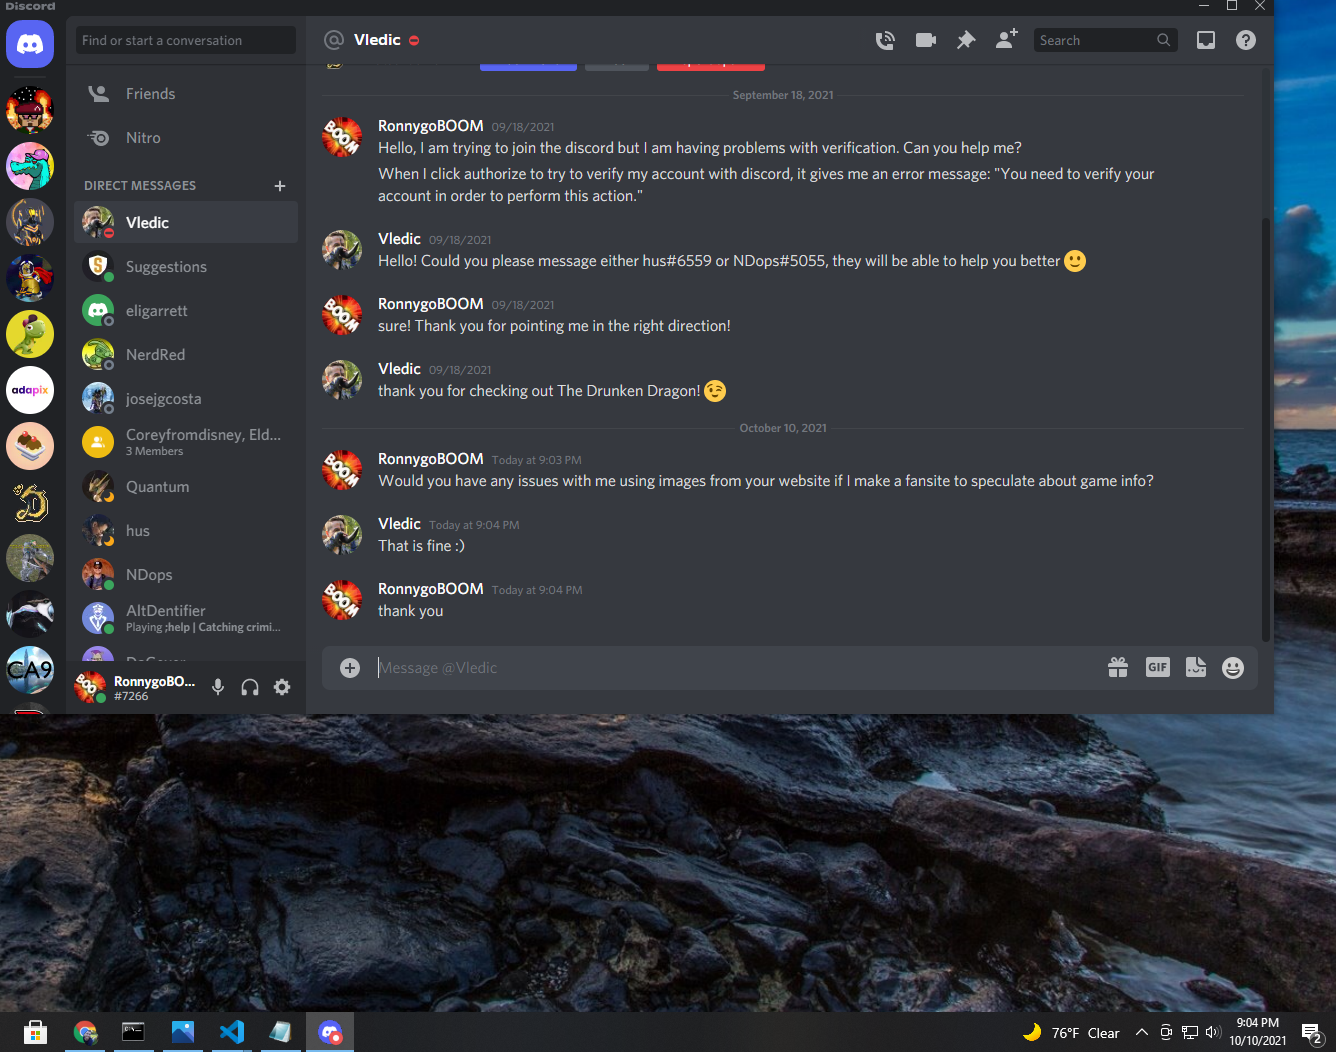 Discord
Find or start a conversation
Vledic
Search
Friends
Nitro
DIRECT MESSAGES
Vledic
Suggestions
eligarrett
NerdRed
josejgcosta
Coreyfromdisney, Eld...
3 Members
Quantum
hus
NDops
AltDentifier
Playing ;help | Catching crimi...
adapix
CA9
RonnygoBO...
#7266
September 18, 2021
RonnygoBOOM 09/18/2021
Hello, I am trying to join the discord but I am having problems with verification. Can you help me?
When I click authorize to try to verify my account with discord, it gives me an error message: "You need to verify your
account in order to perform this action."
Vledic 09/18/2021
Hello! Could you please message either hus#6559 or NDops#5055, they will be able to help you better
RonnygoBOOM 09/18/2021
sure! Thank you for pointing me in the right direction!
Vledic 09/18/2021
thank you for checking out The Drunken Dragon!
October 10, 2021
RonnygoBOOM Today at 9:03 PM
Would you have any issues with me using images from your website if I make a fansite to speculate about game info?
Vledic Today at 9:04 PM
That is fine :)
RonnygoBOOM Today at 9:04 PM
thank you
BOOM
BOOM
BOOM
BOOM
Message @Vledic
GIF
76°F Clear
9:04 PM
10/10/2021
2